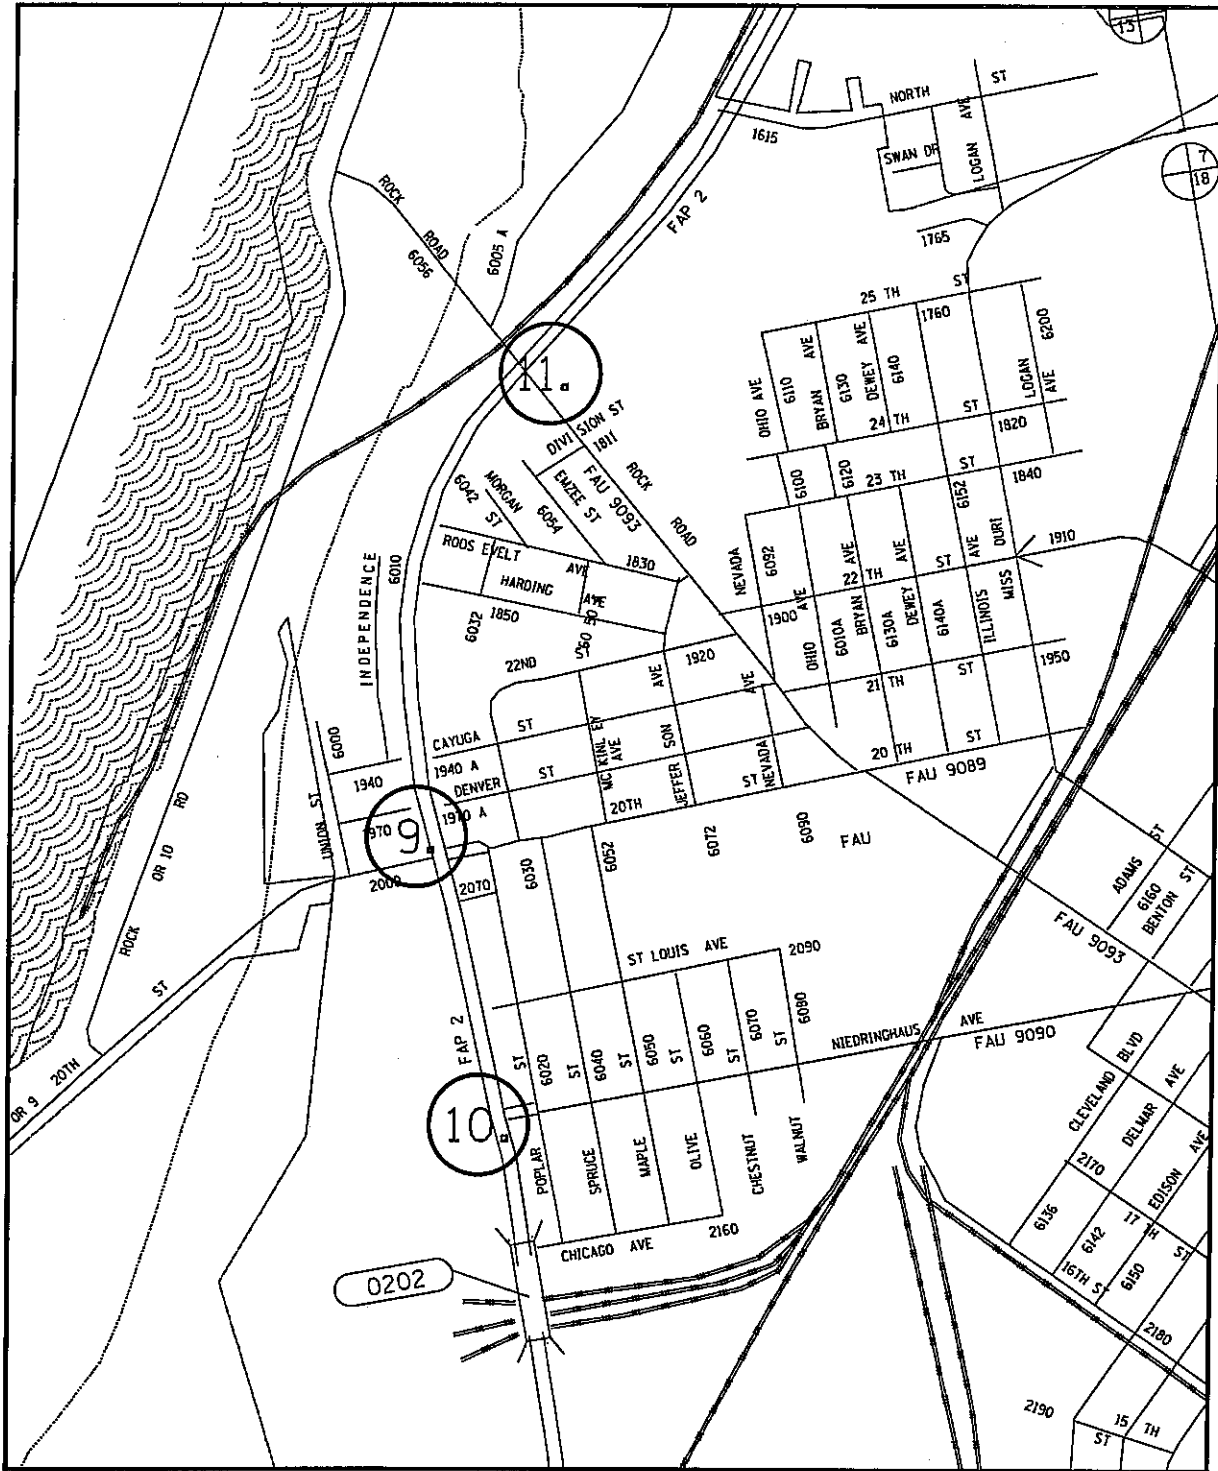 13
NORTH
ST
1615
SWAN DR
LOGAN
AVE
7
18
ROCK
ROAD
6056
6005 A
FAP 2
1765
25 TH
ST
1760
6200
OHIO AVE
6110
BRYAN
AVE
6130
DEWEY
AVE
6140
LOGAN
AVE
24 TH
ST
1820
11.
DIVISION ST
1811
ROCK
ROAD
MORGAN
ST
6042
6054
EMZEE ST
FAU 9093
6100
6120
23 TH
ST
6152
1840
ROOSEVELT
AVE
1830
HARDING
AVE
1850
6032
6050
INDEPENDENCE
6010
NEVADA
6092
AVE
AVE
22 TH
ST
AVE
MISSOURI
1910
1900
AVE
OHIO
6010A
BRYAN
6130A
DEWEY
6140A
ILLINOIS
22ND
ST
1920
21 TH
ST
1950
6000
CAYUGA
ST
MC KINLEY
AVE
AVE
JEFFERSON
AVE
NEVADA
1940
1940 A
DENVER
ST
20TH
ST
20 TH
ST
FAU 9089
UNION ST
1970
1970 A
9.
2000
2070
6030
6052
6072
6090
FAU
ADAMS
ST
6160
BENTON
ST
FAU 9093
ROCK
OR 10
RD
OR 9
20TH
ST
ST LOUIS AVE
2090
FAP 2
ST
6020
ST
6040
ST
6050
ST
6060
ST
6070
ST
6080
NIEDRINGHAUS
AVE
FAU 9090
10.
POPLAR
SPRUCE
MAPLE
OLIVE
CHESTNUT
WALNUT
CLEVELAND
BLVD
DELMAR
AVE
EDISON
AVE
2170
6136
6142
17 TH
ST
16TH ST
6150
CHICAGO AVE
2160
0202
2180
2190
15 TH
ST